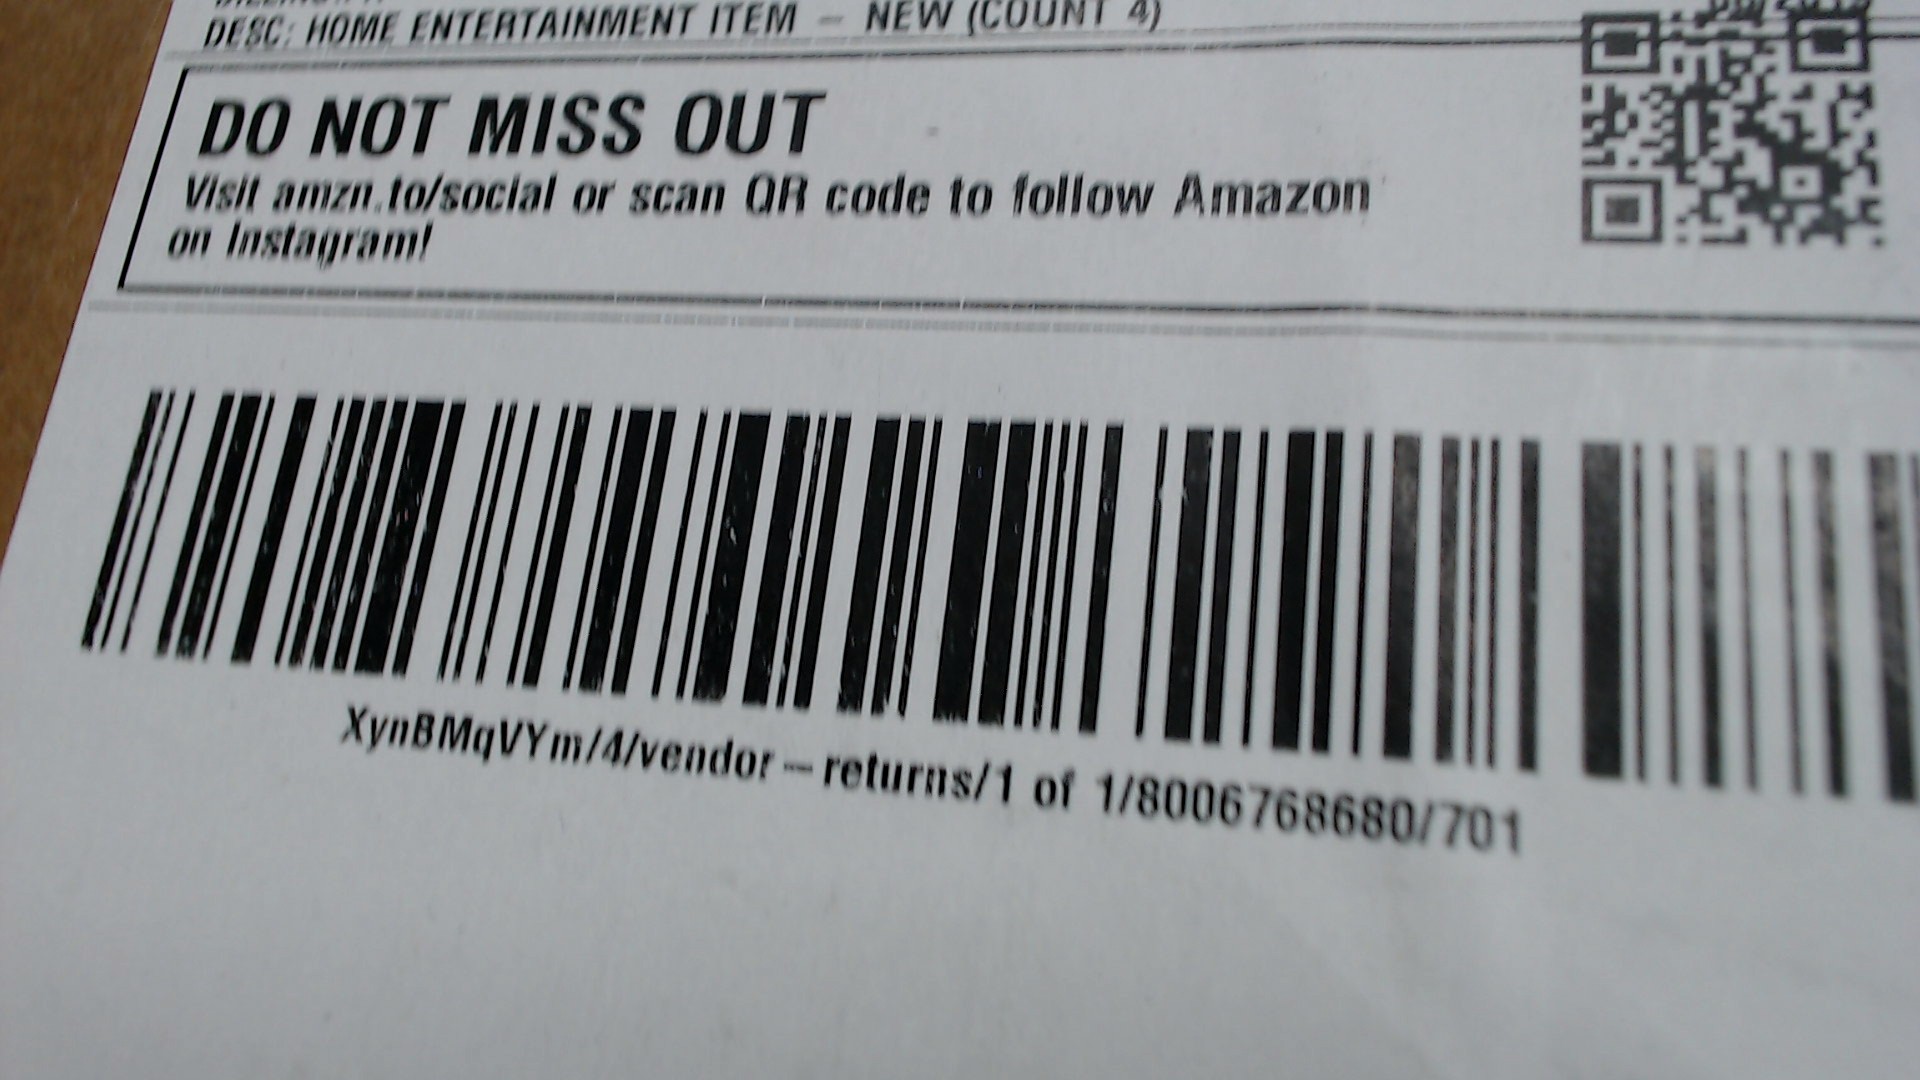 DESC: HOME ENTERTAINMENT ITEM – NEW (COUNT 4)
DO NOT MISS OUT
Visit amzn.to/social or scan QR code to follow Amazon
on Instagram!
XynBMqVYm/4/vendor–returns/1 of 1/8006768680/701